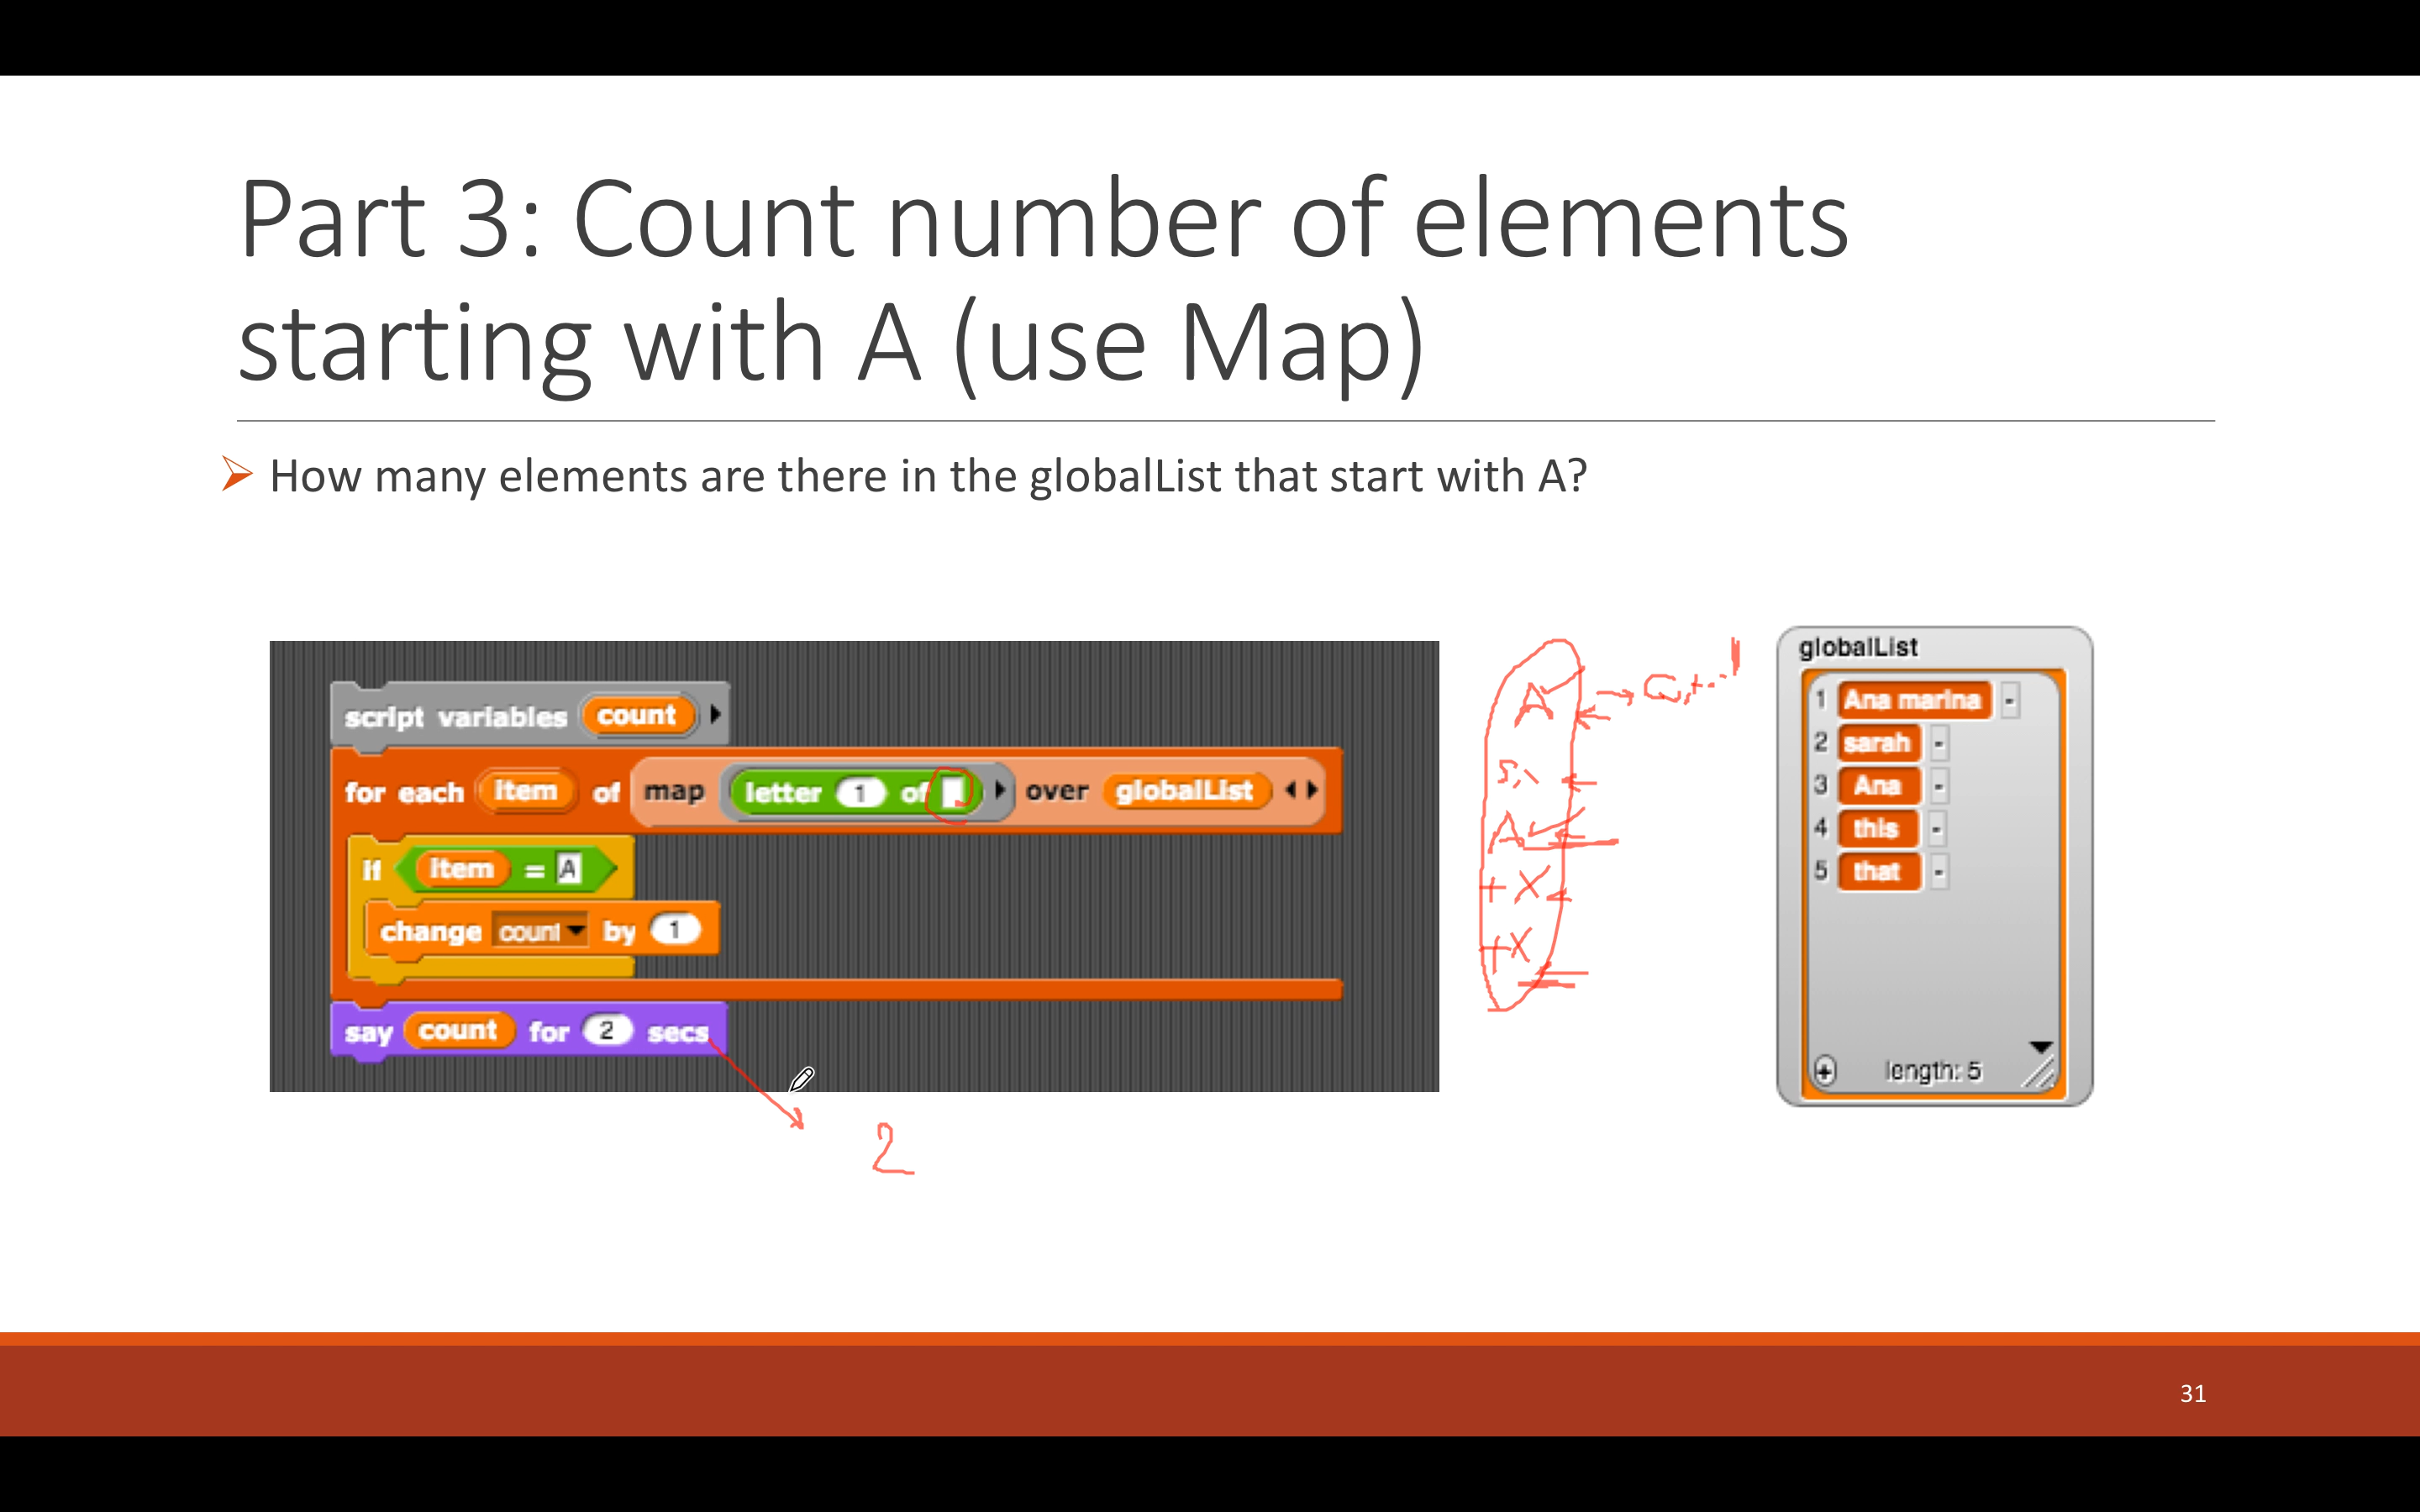 Part 3: Count number of elements
starting with A (use Map)
How many elements are there in the globalList that start with A?
script variables count
for each item of map letter 1 of over globalList
if item = A
change count by 1
say count for 2 secs
2
A
s
A
t
t
globalList
1 Ana marina -
2 sarah -
3 Ana -
4 this -
5 that -
+ length: 5
31